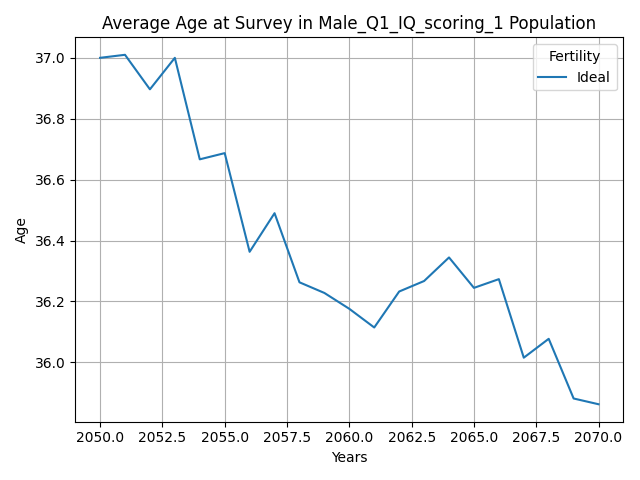 Average Age at Survey in Male_Q1_IQ_scoring_1 Population
Fertility
Ideal
37.0
36.8
36.6
36.4
36.2
36.0
Age
2050.0 2052.5 2055.0 2057.5 2060.0 2062.5 2065.0 2067.5 2070.0
Years